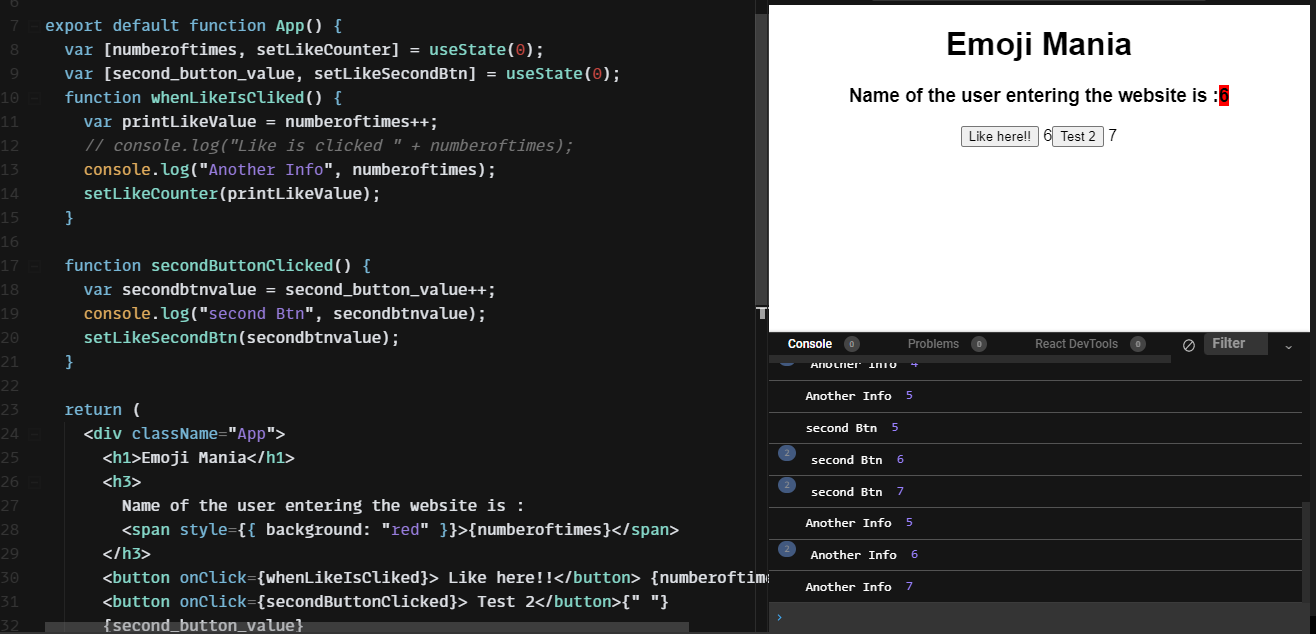 6
7 export default function App() {
8 var [numberoftimes, setLikeCounter] = useState(0);
9 var [second_button_value, setLikeSecondBtn] = useState(0);
10 function whenLikeIsCliked() {
11 var printLikeValue = numberoftimes++;
12 // console.log("Like is clicked " + numberoftimes);
13 console.log("Another Info", numberoftimes);
14 setLikeCounter(printLikeValue);
15 }
16
17 function secondButtonClicked() {
18 var secondbtnvalue = second_button_value++;
19 console.log("second Btn", secondbtnvalue);
20 setLikeSecondBtn(secondbtnvalue);
21 }
22
23 return (
24 <div className="App">
25 <h1>Emoji Mania</h1>
26 <h3>
27 Name of the user entering the website is :
28 <span style={{ background: "red" }}>{numberoftimes}</span>
29 </h3>
30 <button onClick={whenLikeIsCliked}> Like here!!</button> {numberoftime
31 <button onClick={secondButtonClicked}> Test 2</button>{" "}
32 {second_button_value}
Emoji Mania
Name of the user entering the website is :6
Like here!! 6 Test 2 7
Console 0 Problems 0 React DevTools 0 Filter
Another Info 4
Another Info 5
second Btn 5
2 second Btn 6
2 second Btn 7
Another Info 5
2 Another Info 6
Another Info 7